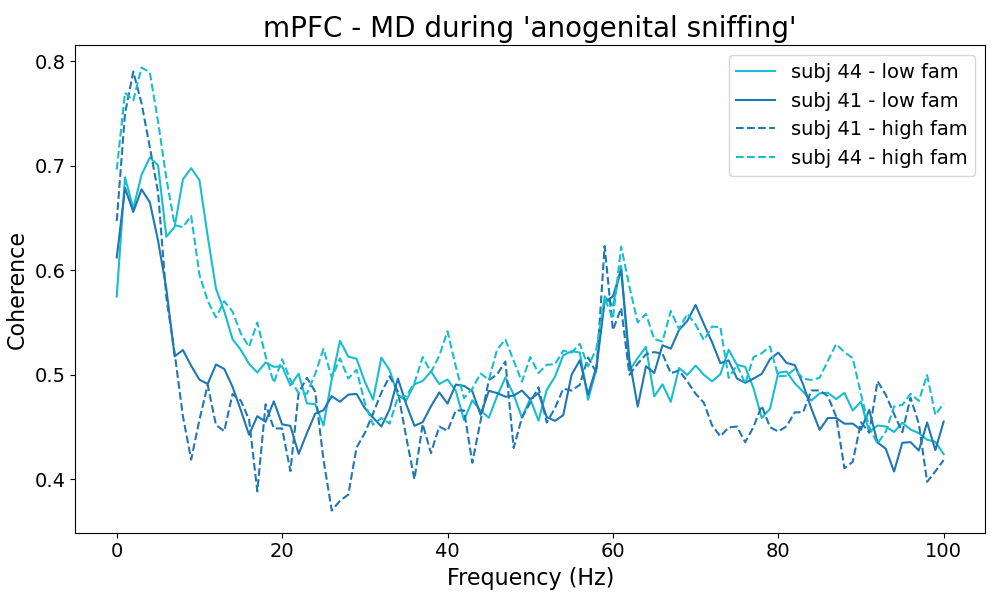 mPFC - MD during 'anogenital sniffing'
subj 44 - low fam
subj 41 - low fam
subj 41 - high fam
subj 44 - high fam
Coherence
0.8
0.7
0.6
0.5
0.4
0 20 40 60 80 100
Frequency (Hz)